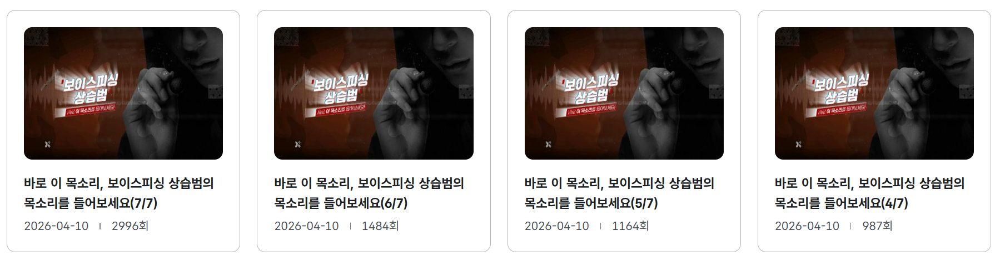 '보이스피싱
상습범
바로 이 목소리를 들어보세요!
바로 이 목소리, 보이스피싱 상습범의
목소리를 들어보세요(7/7)
2026-04-10 | 2996회
'보이스피싱
상습범
바로 이 목소리를 들어보세요!
바로 이 목소리, 보이스피싱 상습범의
목소리를 들어보세요(6/7)
2026-04-10 | 1484회
'보이스피싱
상습범
바로 이 목소리를 들어보세요!
바로 이 목소리, 보이스피싱 상습범의
목소리를 들어보세요(5/7)
2026-04-10 | 1164회
'보이스피싱
상습범
바로 이 목소리를 들어보세요!
바로 이 목소리, 보이스피싱 상습범의
목소리를 들어보세요(4/7)
2026-04-10 | 987회